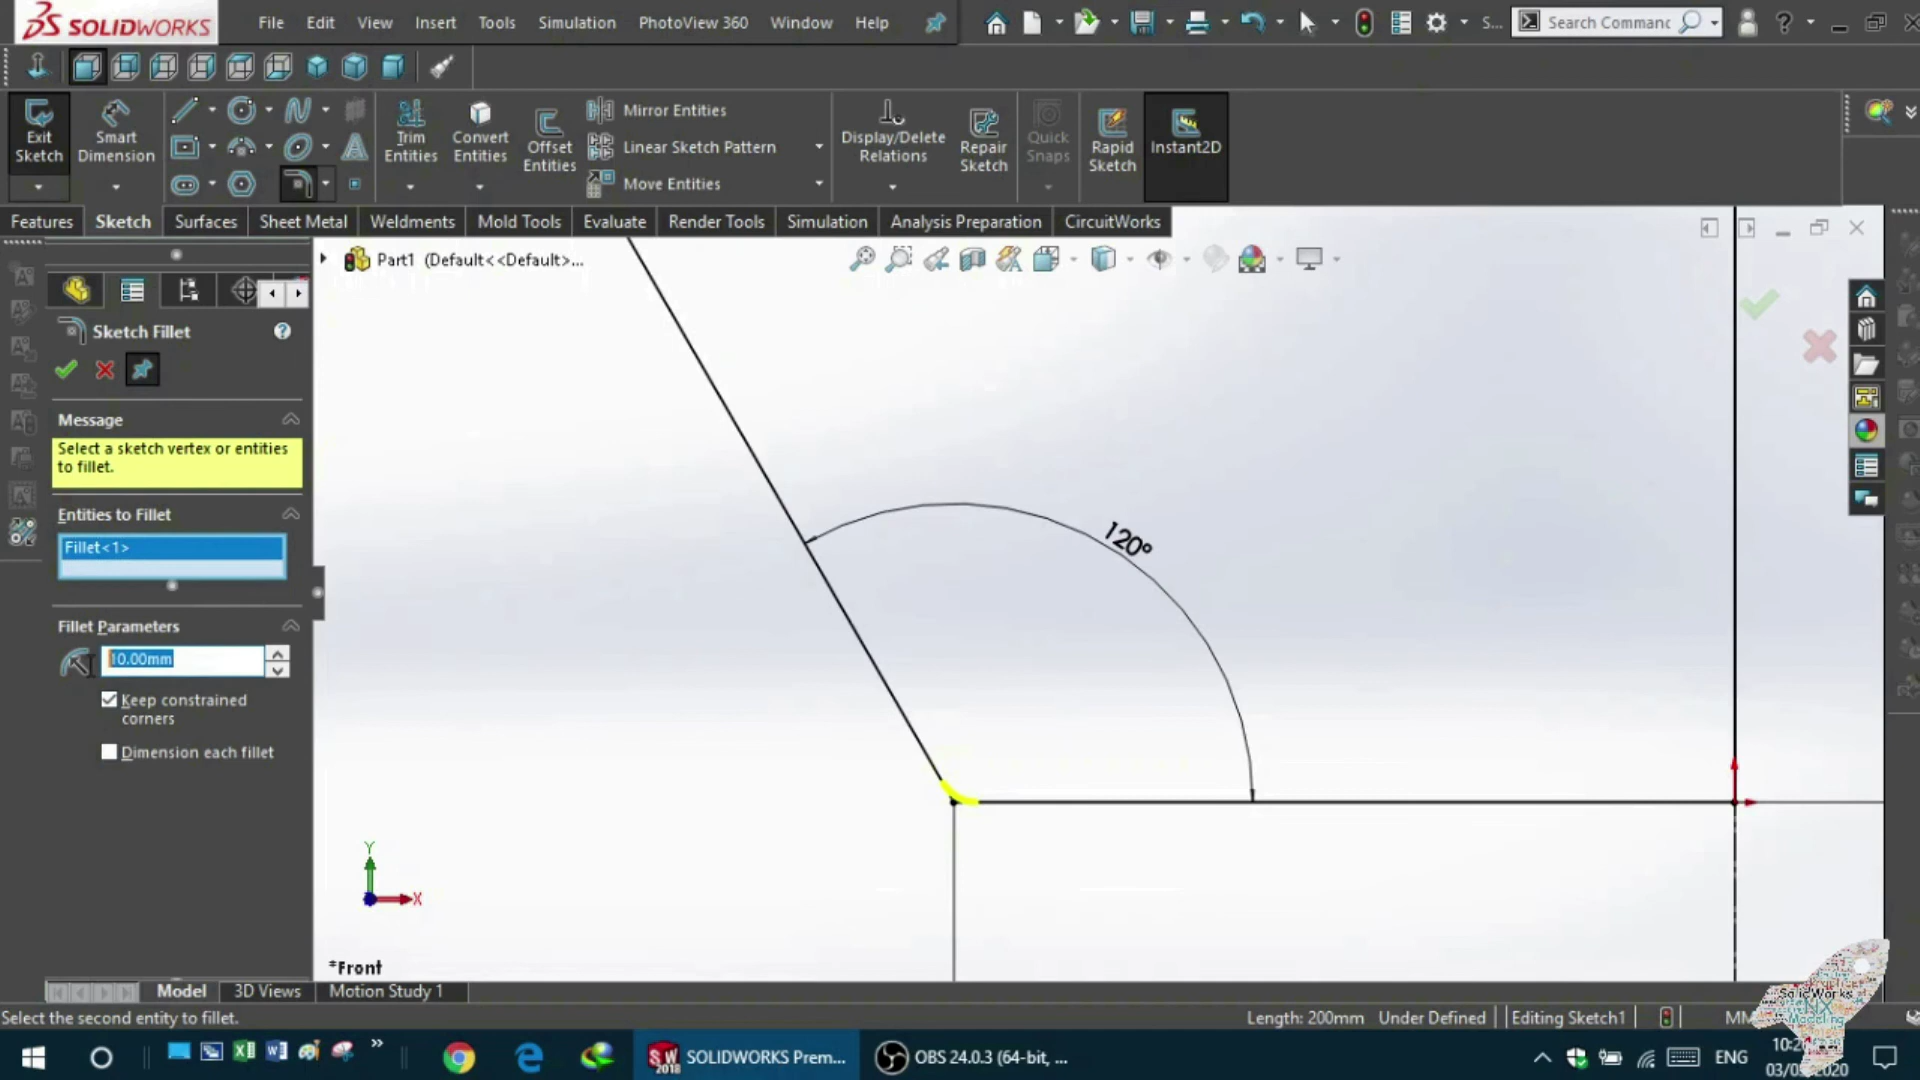 SOLIDWORKS
File Edit View Insert Tools Simulation PhotoView 360 Window Help
S...
Search Commanc
Exit Sketch
Smart Dimension
Trim Entities
Convert Entities
Offset Entities
Mirror Entities
Linear Sketch Pattern
Move Entities
Display/Delete Relations
Repair Sketch
Quick Snaps
Rapid Sketch
Instant2D
Features Sketch Surfaces Sheet Metal Weldments Mold Tools Evaluate Render Tools Simulation Analysis Preparation CircuitWorks
Part1 (Default<<Default>...
Sketch Fillet
Message
Select a sketch vertex or entities
to fillet.
Entities to Fillet
Fillet<1>
Fillet Parameters
10.00mm
Keep constrained
corners
Dimension each fillet
120°
Y
X
*Front
Model 3D Views Motion Study 1
SolidWorks
NX
Modeling
Select the second entity to fillet.
Length: 200mm Under Defined Editing Sketch1
SW 2018
SOLIDWORKS Prem...
OBS 24.0.3 (64-bit, ...
ENG